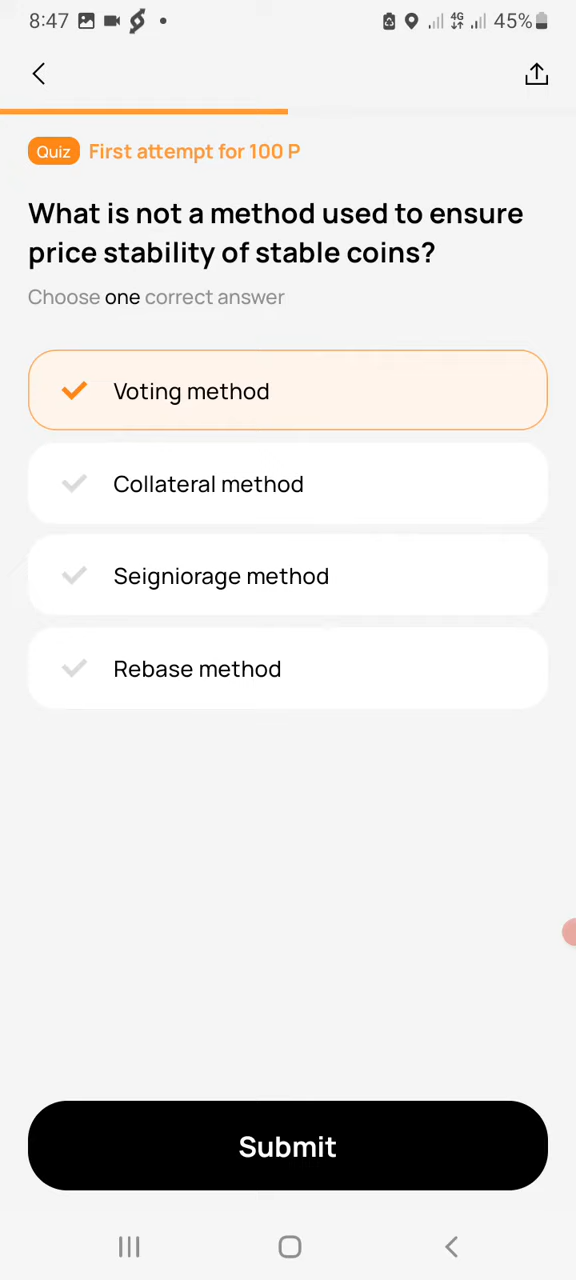 8:47 4G 45%
Quiz First attempt for 100 P
What is not a method used to ensure
price stability of stable coins?
Choose one correct answer
Voting method
Collateral method
Seigniorage method
Rebase method
Submit